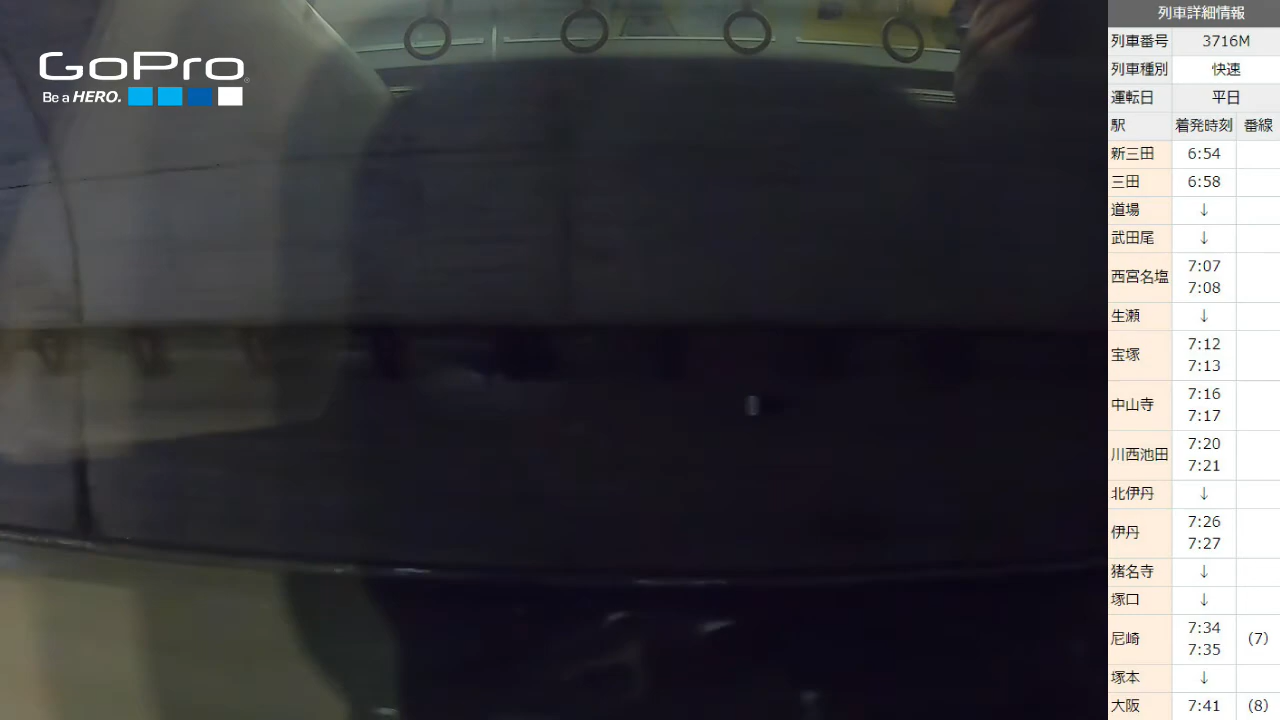 GoPro
Be a HERO.
列車詳細情報
列車番号 3716M
列車種別 快速
運転日 平日
駅 着発時刻 番線
新三田 6:54
三田 6:58
道場 ↓
武田尾 ↓
西宮名塩 7:07
7:08
生瀬 ↓
宝塚 7:12
7:13
中山寺 7:16
7:17
川西池田 7:20
7:21
北伊丹 ↓
伊丹 7:26
7:27
猪名寺 ↓
塚口 ↓
尼崎 7:34
7:35 (7)
塚本 ↓
大阪 7:41 (8)